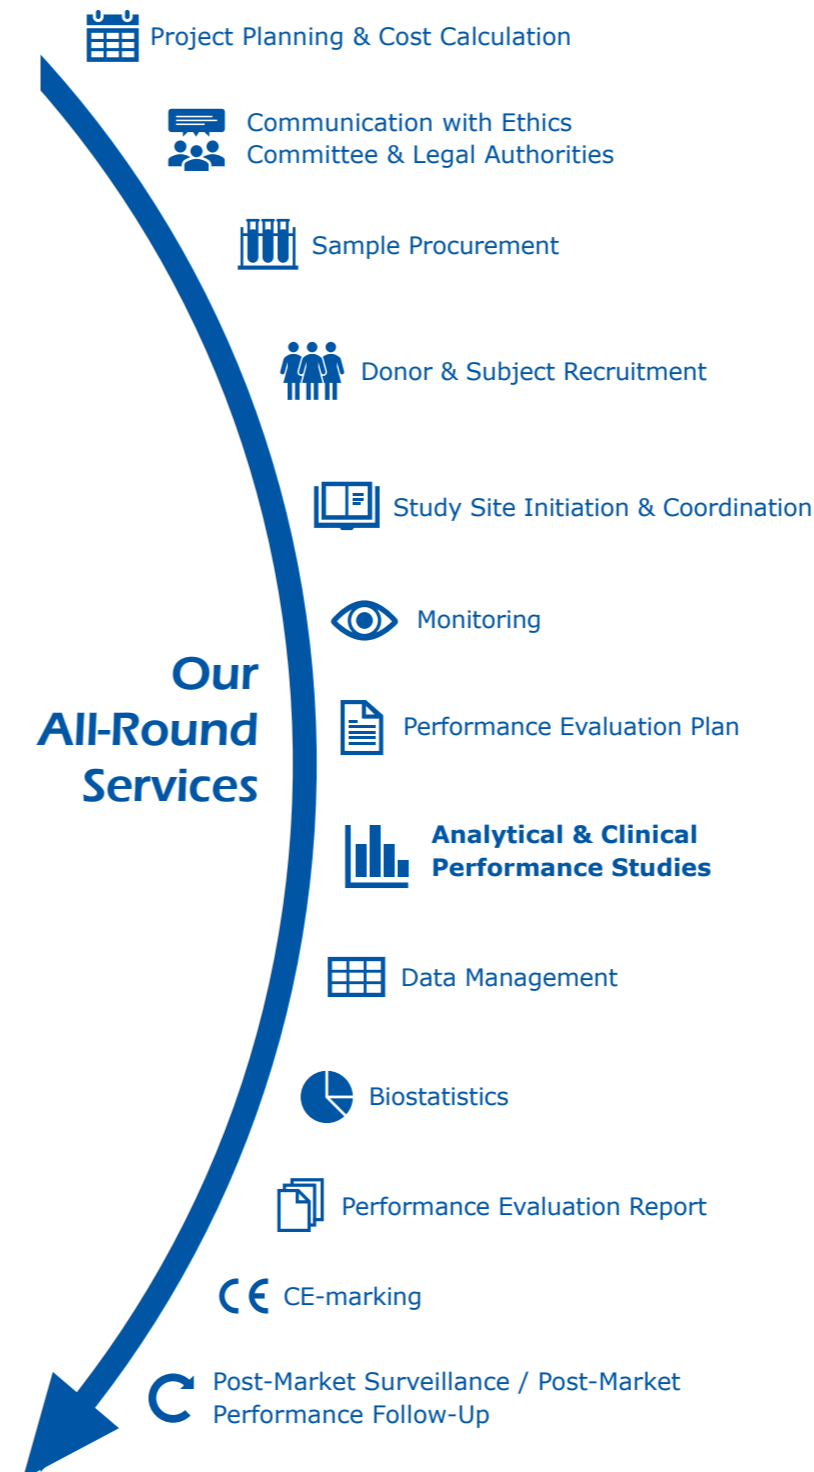 Project Planning & Cost Calculation
Communication with Ethics
Committee & Legal Authorities
Sample Procurement
Donor & Subject Recruitment
Study Site Initiation & Coordination
Monitoring
Our
All-Round
Services
Performance Evaluation Plan
Analytical & Clinical
Performance Studies
Data Management
Biostatistics
Performance Evaluation Report
CE CE-marking
Post-Market Surveillance / Post-Market
Performance Follow-Up